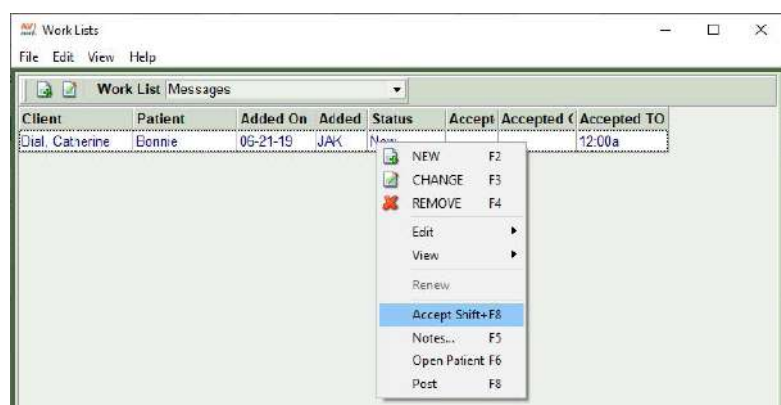 Work Lists
File Edit View Help
Work List Messages
Client Patient Added On Added Status Accept Accepted ( Accepted TO
Dial, Catherine Bonnie 06-21-19 JAK New 12:00a
NEW F2
CHANGE F3
REMOVE F4
Edit
View
Renew
Accept Shift+F8
Notes... F5
Open Patient F6
Post F8